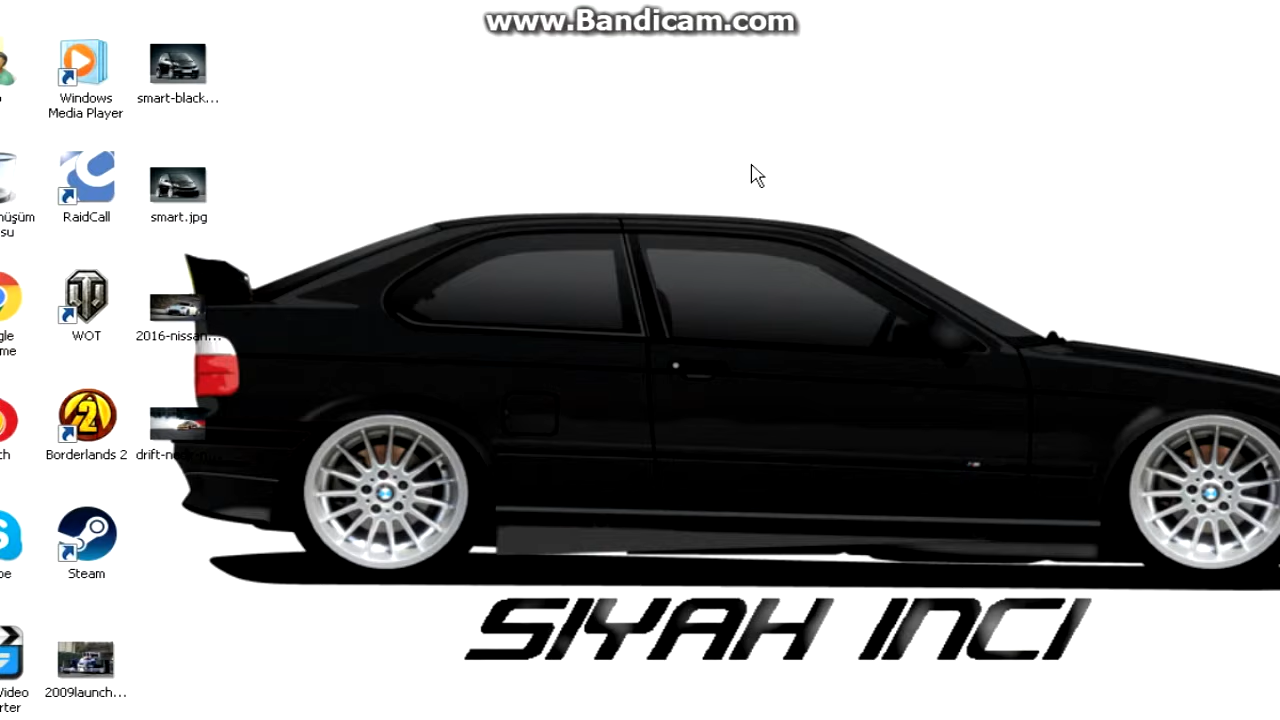 www.Bandicam.com
Windows
Media Player
smart-black...
RaidCall
smart.jpg
WOT
2016-nissan...
Borderlands 2
Steam
2009launch...
SIYAH INCI